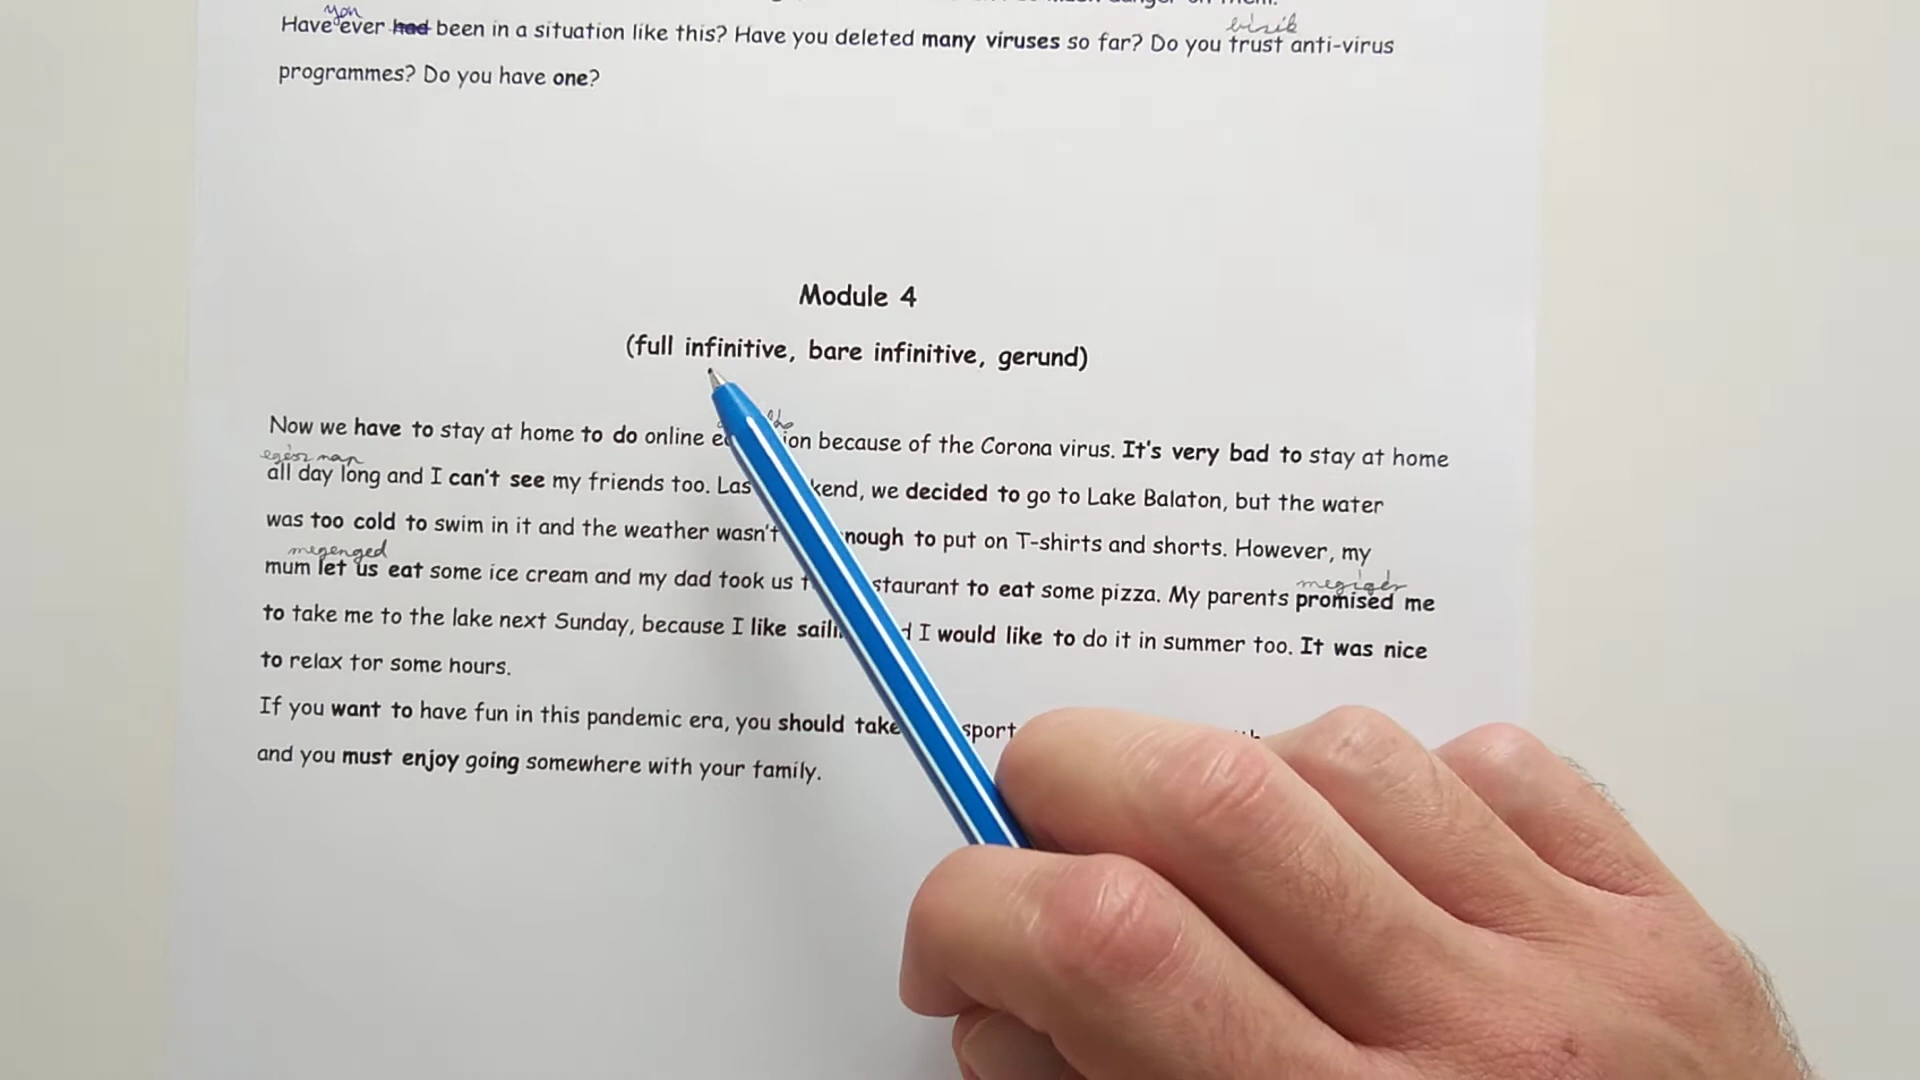 you
Have ever had been in a situation like this? Have you deleted many viruses so far? Do you trust anti-virus
programmes? Do you have one?
Module 4
(full infinitive, bare infinitive, gerund)
Now we have to stay at home to do online because of the Corona virus. It's very bad to stay at home
egész nap
all day long and I can't see my friends too. we decided to go to Lake Balaton, but the water
was too cold to swim in it and the weather wasn't to put on T-shirts and shorts. However, my
megenged
mum let us eat some ice cream and my dad took us to eat some pizza. My parents promised me
megígér
to take me to the lake next Sunday, because I like I would like to do it in summer too. It was nice
to relax for some hours.
If you want to have fun in this pandemic era, you should take
and you must enjoy going somewhere with your family.